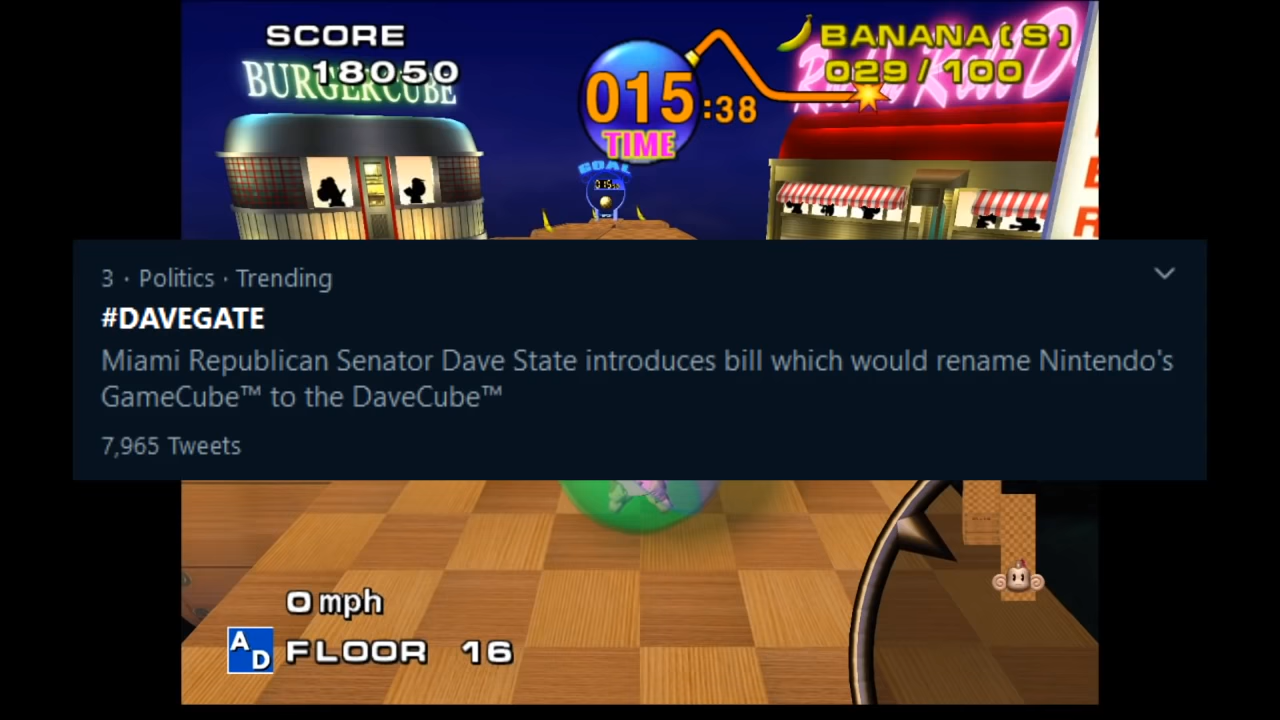 SCORE
18050
BURGERCUBE
015:38
TIME
BANANA(S)
029/100
GOAL
3 · Politics · Trending
#DAVEGATE
Miami Republican Senator Dave State introduces bill which would rename Nintendo's
GameCube™ to the DaveCube™
7,965 Tweets
0 mph
A D FLOOR 16